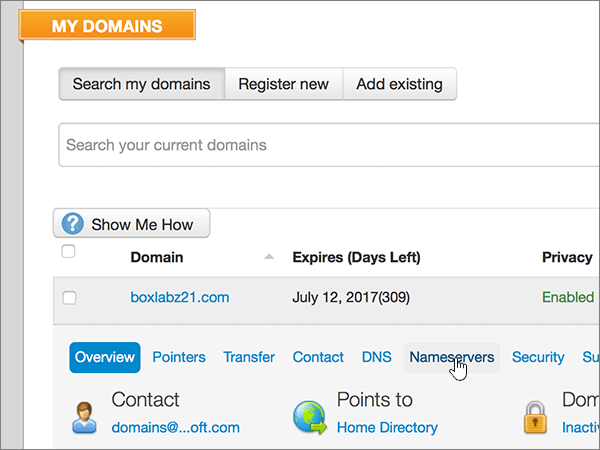 MY DOMAINS
Search my domains Register new Add existing
Search your current domains
Show Me How
Domain Expires (Days Left) Privacy
boxlabz21.com July 12, 2017(309) Enabled
Overview Pointers Transfer Contact DNS Nameservers Security Su
Contact Points to Dom
domains@...oft.com Home Directory Inactiv